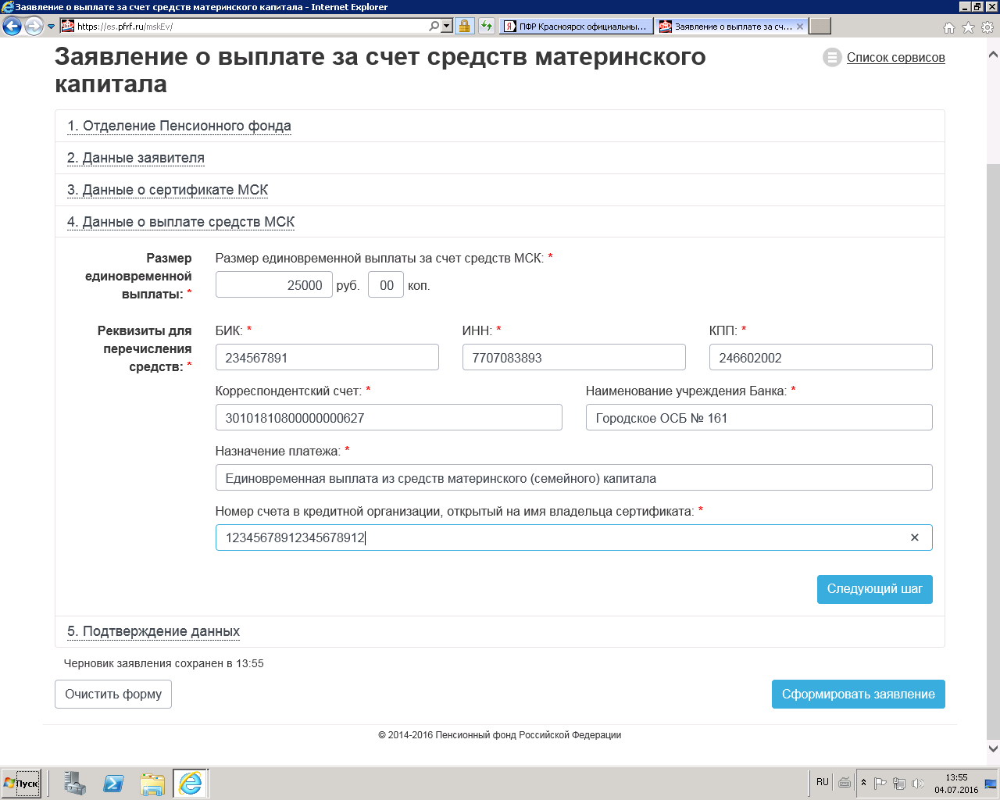 Заявление о выплате за счет средств материнского капитала - Internet Explorer
https://es.pfrf.ru/mskEv/
ПФР Красноярск официальны...
Заявление о выплате за сч...
Заявление о выплате за счет средств материнского
капитала
Список сервисов
1. Отделение Пенсионного фонда
2. Данные заявителя
3. Данные о сертификате МСК
4. Данные о выплате средств МСК
Размер
единовременной
выплаты: *
Размер единовременной выплаты за счет средств МСК: *
25000 руб. 00 коп.
Реквизиты для
перечисления
средств: *
БИК: * ИНН: * КПП: *
234567891 7707083893 246602002
Корреспондентский счет: * Наименование учреждения Банка: *
30101810800000000627 Городское ОСБ № 161
Назначение платежа: *
Единовременная выплата из средств материнского (семейного) капитала
Номер счета в кредитной организации, открытый на имя владельца сертификата: *
12345678912345678912
Следующий шаг
5. Подтверждение данных
Черновик заявления сохранен в 13:55
Очистить форму
Сформировать заявление
© 2014-2016 Пенсионный фонд Российской Федерации
Пуск
RU
13:55
04.07.2016